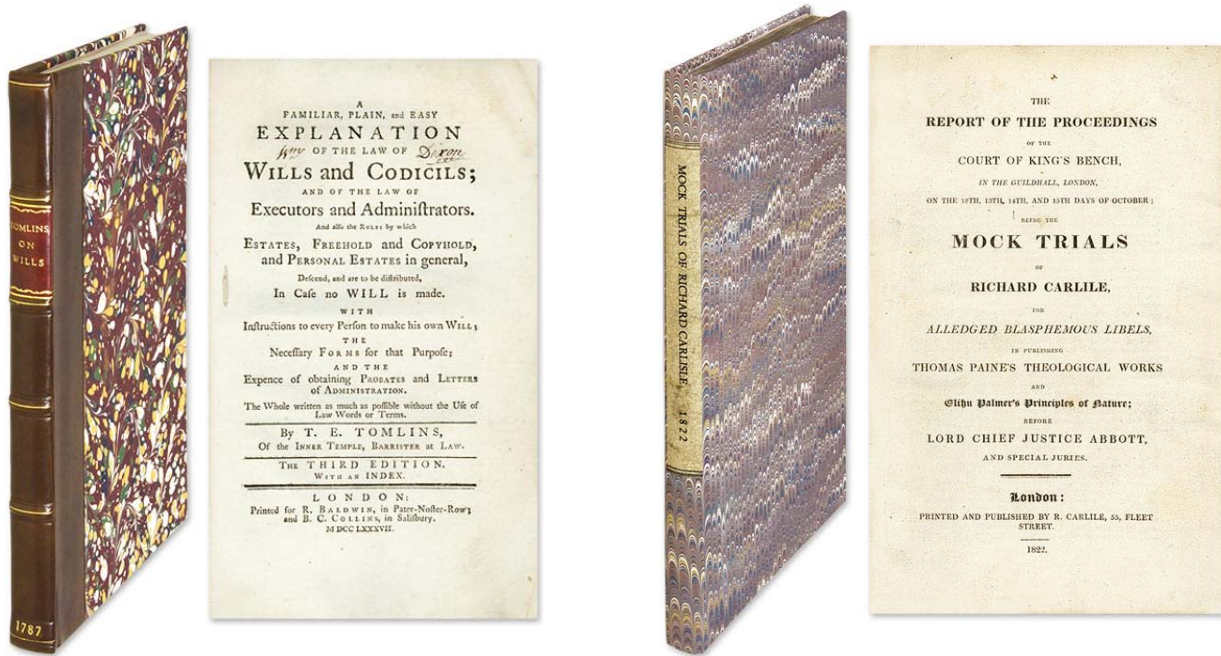 TOMLINS
ON
WILLS
1787
A
FAMILIAR, PLAIN, and EASY
EXPLANATION
Wm OF THE LAW OF Dixon
WILLS and CODICILS;
AND OF THE LAW OF
Executors and Adminiſtrators.
And alſo the RULES by which
ESTATES, FREEHOLD and COPYHOLD,
and PERSONAL ESTATES in general,
Deſcend, and are to be diſtributed,
In Caſe no WILL is made.
WITH
Inſtructions to every Perſon to make his own WILL;
THE
Neceſſary FORMS for that Purpoſe;
AND THE
Expence of obtaining PROBATES and LETTERS
of ADMINISTRATION.
The Whole written as much as poſſible without the Uſe of
Law Words or Terms.
By T. E. TOMLINS,
Of the INNER TEMPLE, BARRISTER at LAW.
The THIRD EDITION.
WITH AN INDEX.
LONDON:
Printed for R. BALDWIN, in Pater-Noſter-Row;
and B. C. COLLINS, in Saliſbury.
M DCC LXXXVII.
MOCK TRIALS OF RICHARD CARLISLE, 1822
THE
REPORT OF THE PROCEEDINGS
OF THE
COURT OF KING'S BENCH,
IN THE GUILDHALL, LONDON,
ON THE 12TH, 13TH, 14TH, AND 15TH DAYS OF OCTOBER;
BEING THE
MOCK TRIALS
OF
RICHARD CARLILE,
FOR
ALLEDGED BLASPHEMOUS LIBELS,
IN PUBLISHING
THOMAS PAINE'S THEOLOGICAL WORKS
AND
Elihu Palmer's Principles of Nature;
BEFORE
LORD CHIEF JUSTICE ABBOTT,
AND SPECIAL JURIES.
London:
PRINTED AND PUBLISHED BY R. CARLILE, 55, FLEET
STREET.
1822.